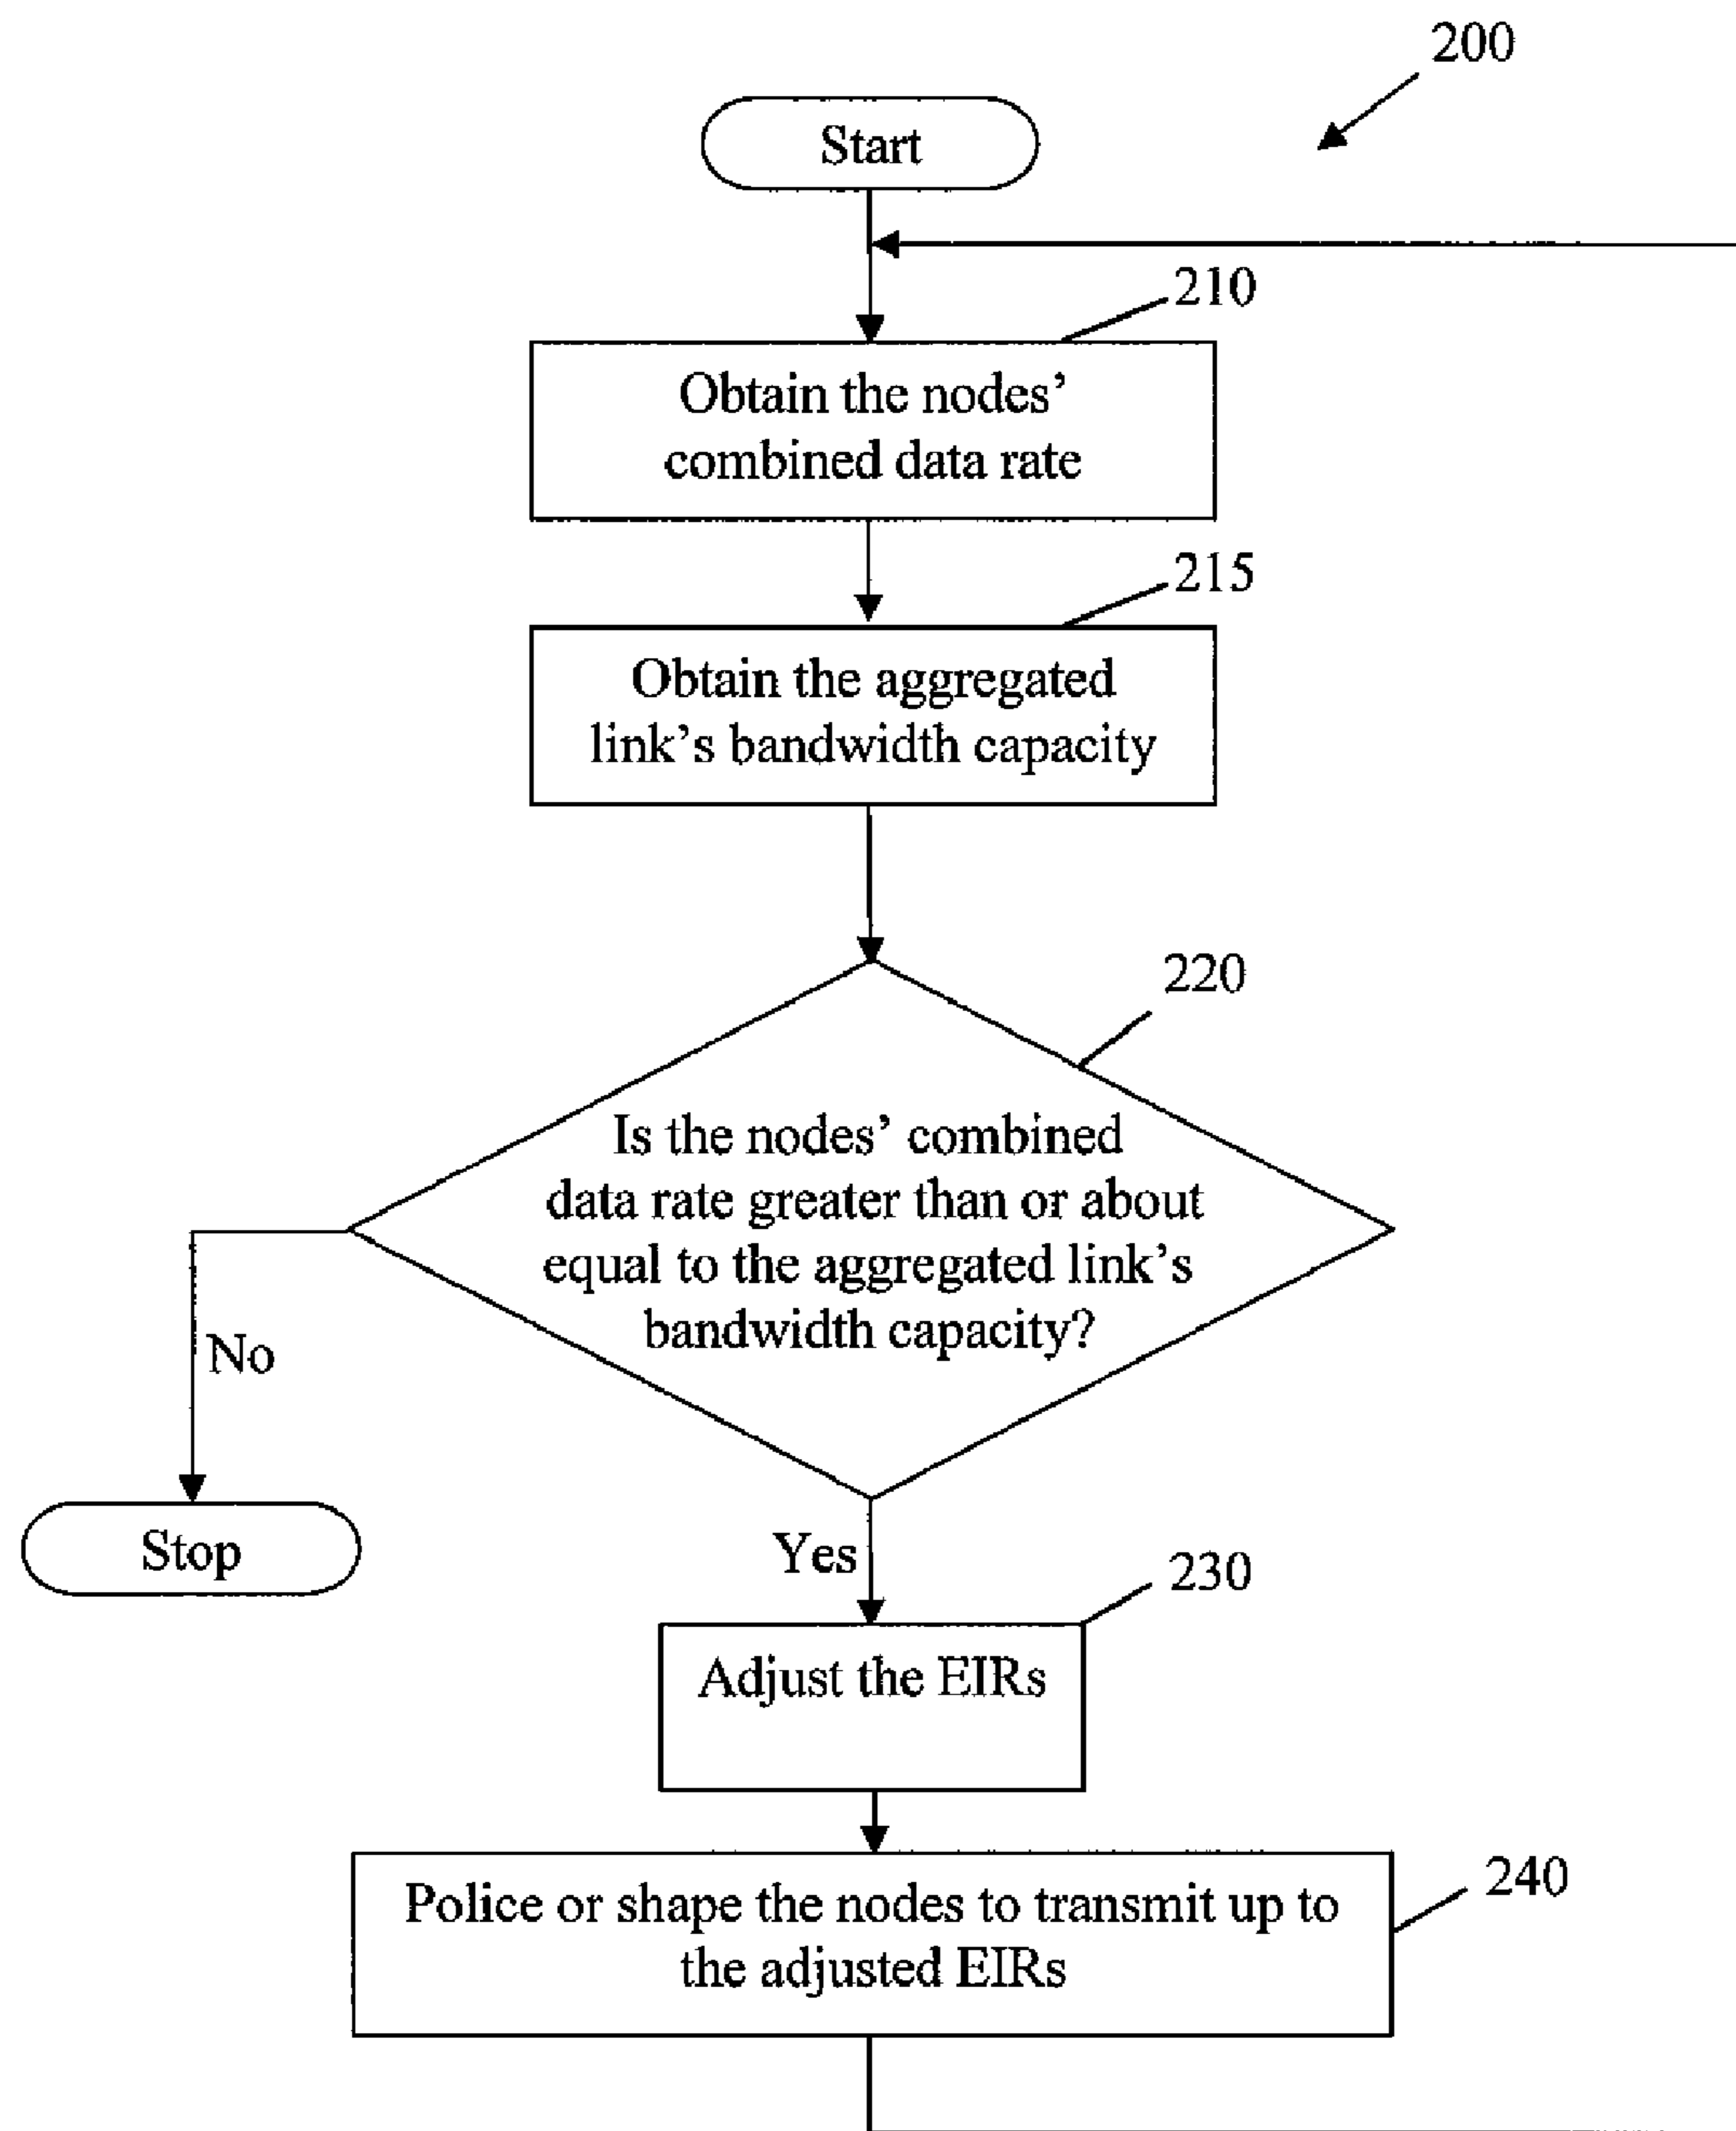 200
Start
210
Obtain the nodes’
combined data rate
215
Obtain the aggregated
link’s bandwidth capacity
220
Is the nodes’ combined
data rate greater than or about
equal to the aggregated link’s
bandwidth capacity?
No
Stop
Yes
230
Adjust the EIRs
240
Police or shape the nodes to transmit up to
the adjusted EIRs